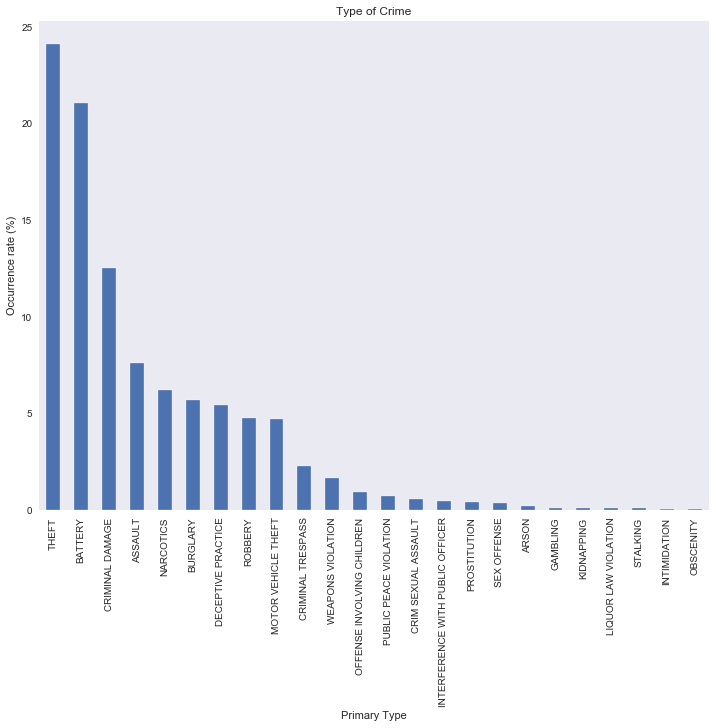 Type of Crime
Occurrence rate (%)
25
20
15
10
5
0
THEFT
BATTERY
CRIMINAL DAMAGE
ASSAULT
NARCOTICS
BURGLARY
DECEPTIVE PRACTICE
ROBBERY
MOTOR VEHICLE THEFT
CRIMINAL TRESPASS
WEAPONS VIOLATION
OFFENSE INVOLVING CHILDREN
PUBLIC PEACE VIOLATION
CRIM SEXUAL ASSAULT
INTERFERENCE WITH PUBLIC OFFICER
PROSTITUTION
SEX OFFENSE
ARSON
GAMBLING
KIDNAPPING
LIQUOR LAW VIOLATION
STALKING
INTIMIDATION
OBSCENITY
Primary Type